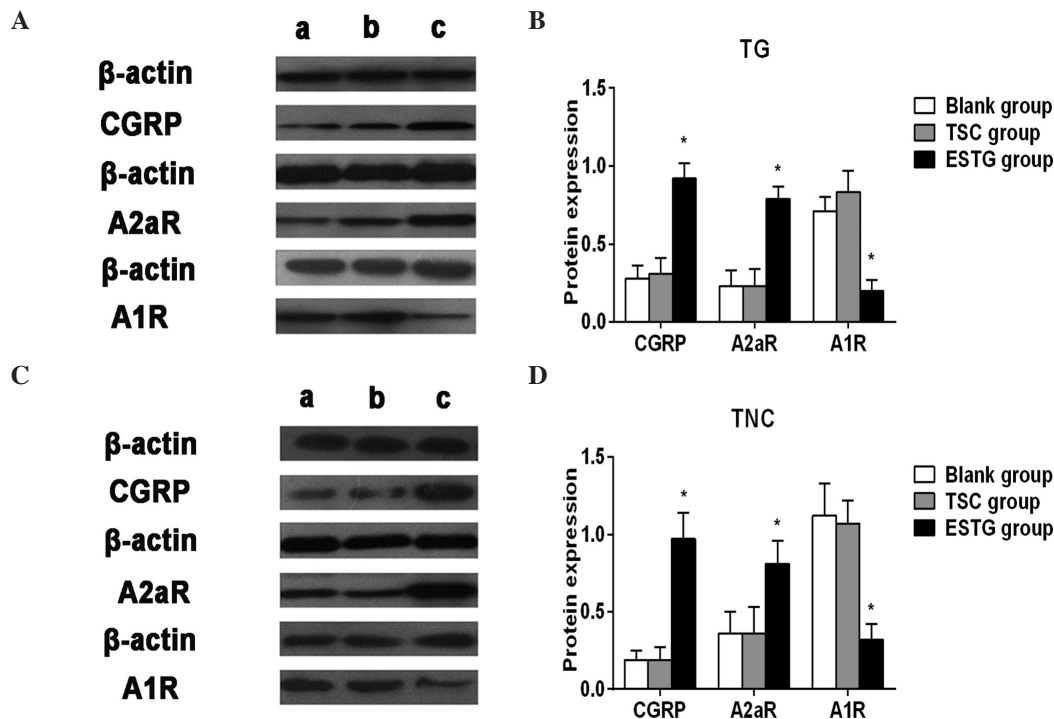 A
a b c
β-actin
CGRP
β-actin
A2aR
β-actin
A1R
B
TG
Protein expression
1.5
1.0
0.5
0.0
CGRP A2aR A1R
* * *
Blank group
TSC group
ESTG group
C
a b c
β-actin
CGRP
β-actin
A2aR
β-actin
A1R
D
TNC
Protein expression
1.5
1.0
0.5
0.0
CGRP A2aR A1R
* * *
Blank group
TSC group
ESTG group